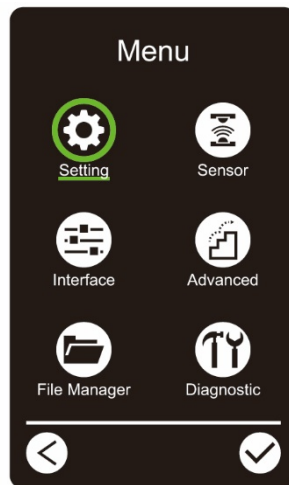 Menu
Setting
Sensor
Interface
Advanced
File Manager
Diagnostic